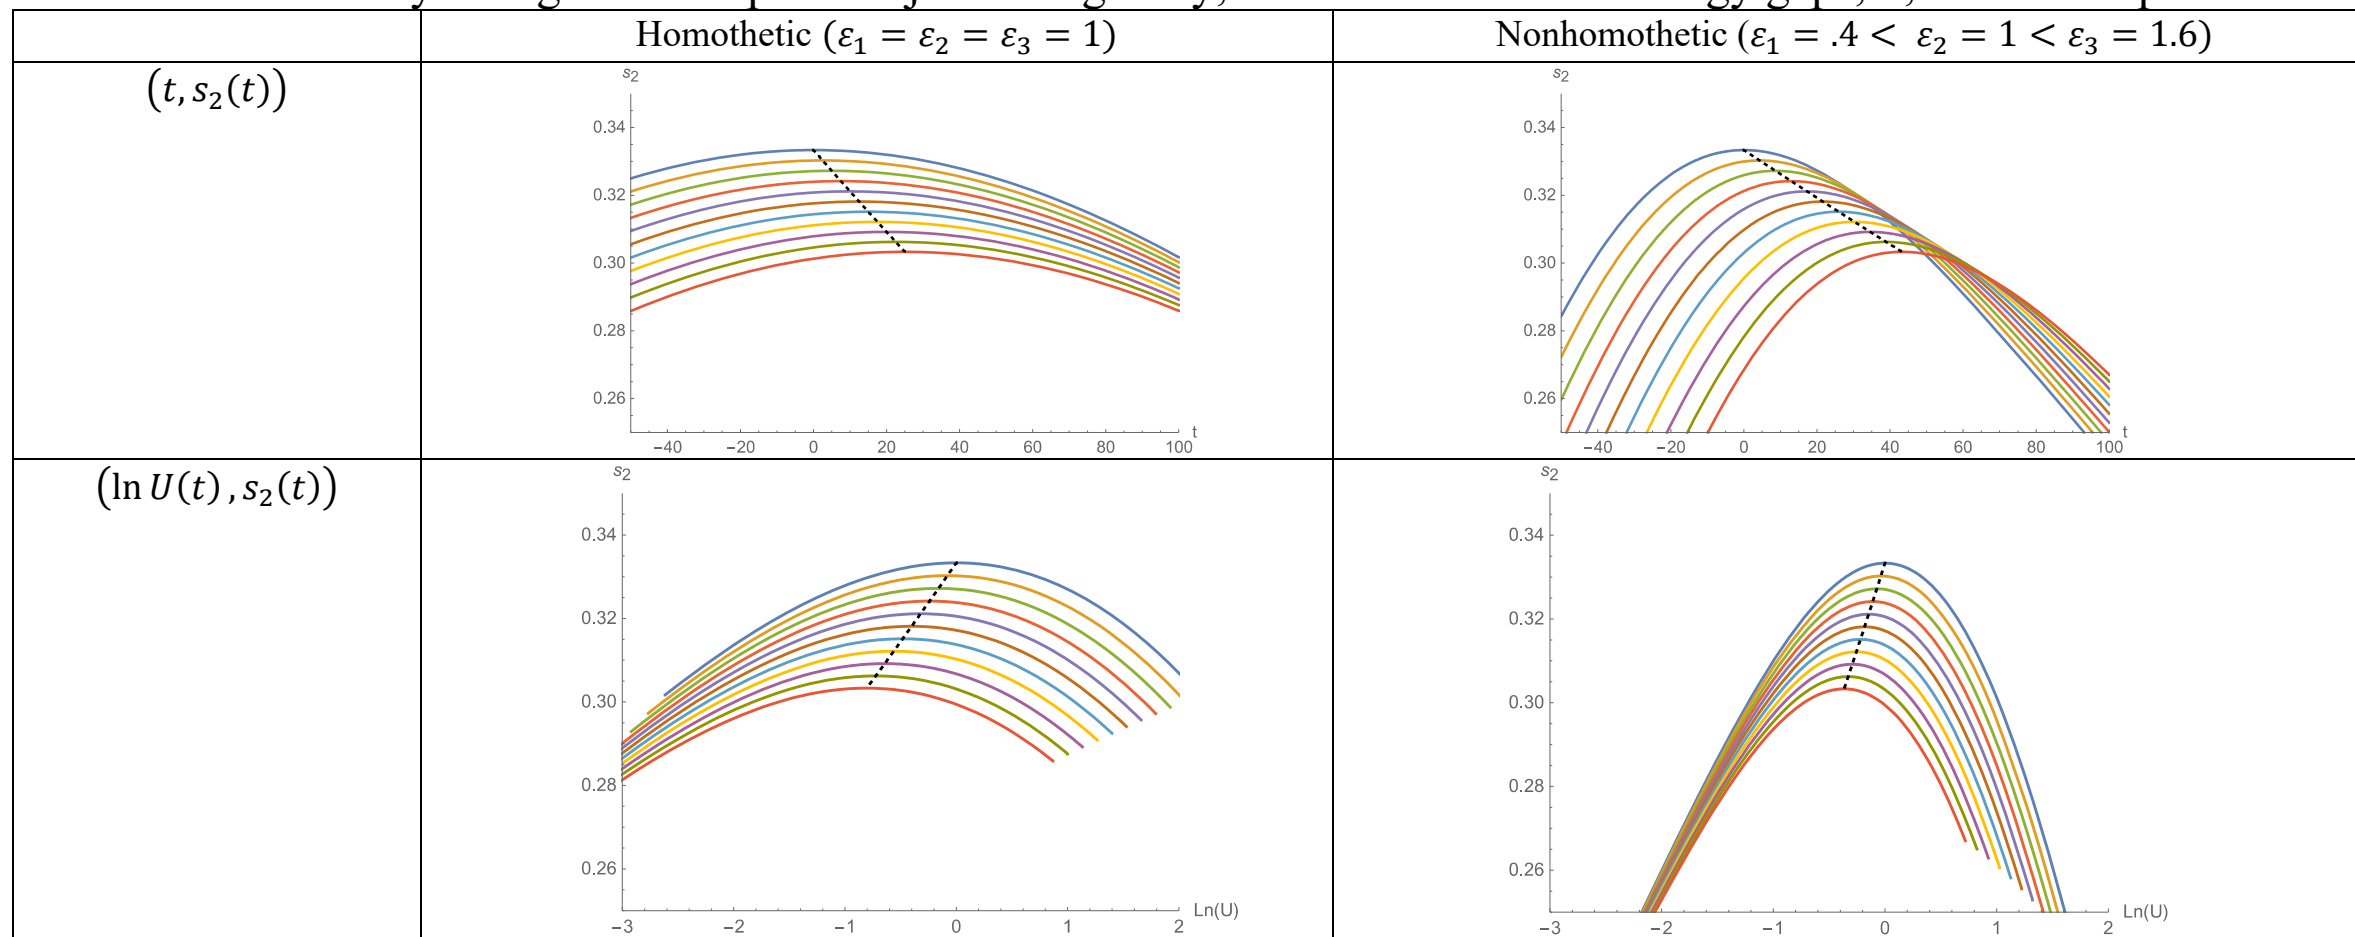 Homothetic (ε₁ = ε₂ = ε₃ = 1)
Nonhomothetic (ε₁ = .4 < ε₂ = 1 < ε₃ = 1.6)
(t, s₂(t))
s₂
0.34
0.32
0.30
0.28
0.26
−40 −20 0 20 40 60 80 100 t
s₂
0.34
0.32
0.30
0.28
0.26
−40 −20 0 20 40 60 80 100 t
(ln U(t) , s₂(t))
s₂
0.34
0.32
0.30
0.28
0.26
−3 −2 −1 0 1 2 Ln(U)
s₂
0.34
0.32
0.30
0.28
0.26
−3 −2 −1 0 1 2 Ln(U)